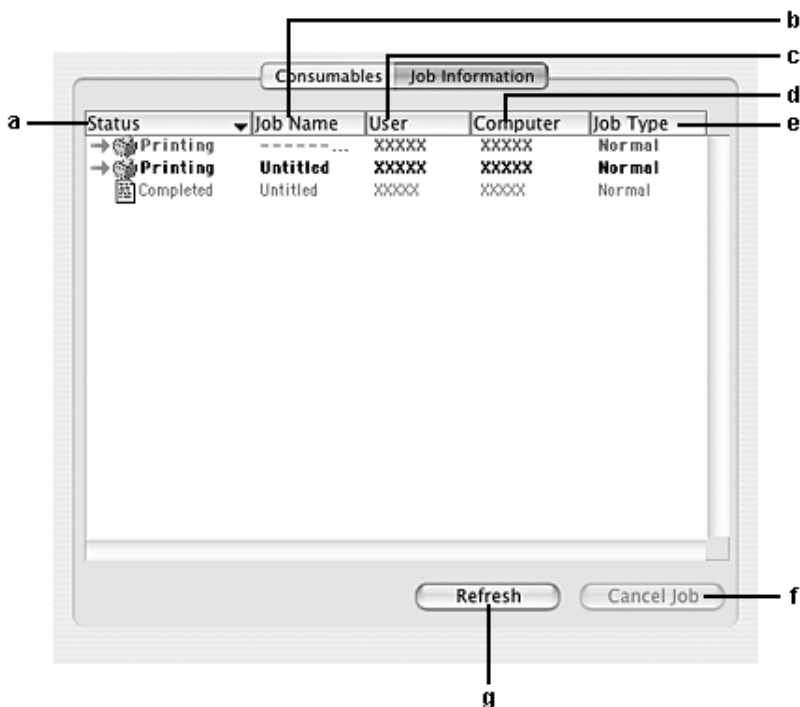 b
c
Consumables Job Information
d
a Status Job Name User Computer Job Type e
Printing ------... XXXXX XXXXX Normal
Printing Untitled XXXXX XXXXX Normal
Completed Untitled XXXXX XXXXX Normal
Refresh Cancel Job f
g